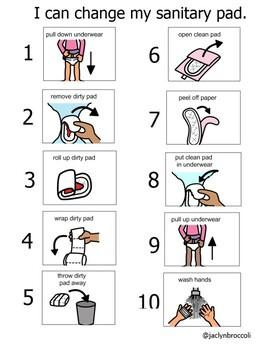 I can change my sanitary pad.
1
pull down underwear
2
remove dirty pad
3
roll up dirty pad
4
wrap dirty pad
5
throw dirty
pad away
6
open clean pad
7
peel off paper
8
put clean pad
in underwear
9
pull up underwear
10
wash hands
@jaclynbroccoli